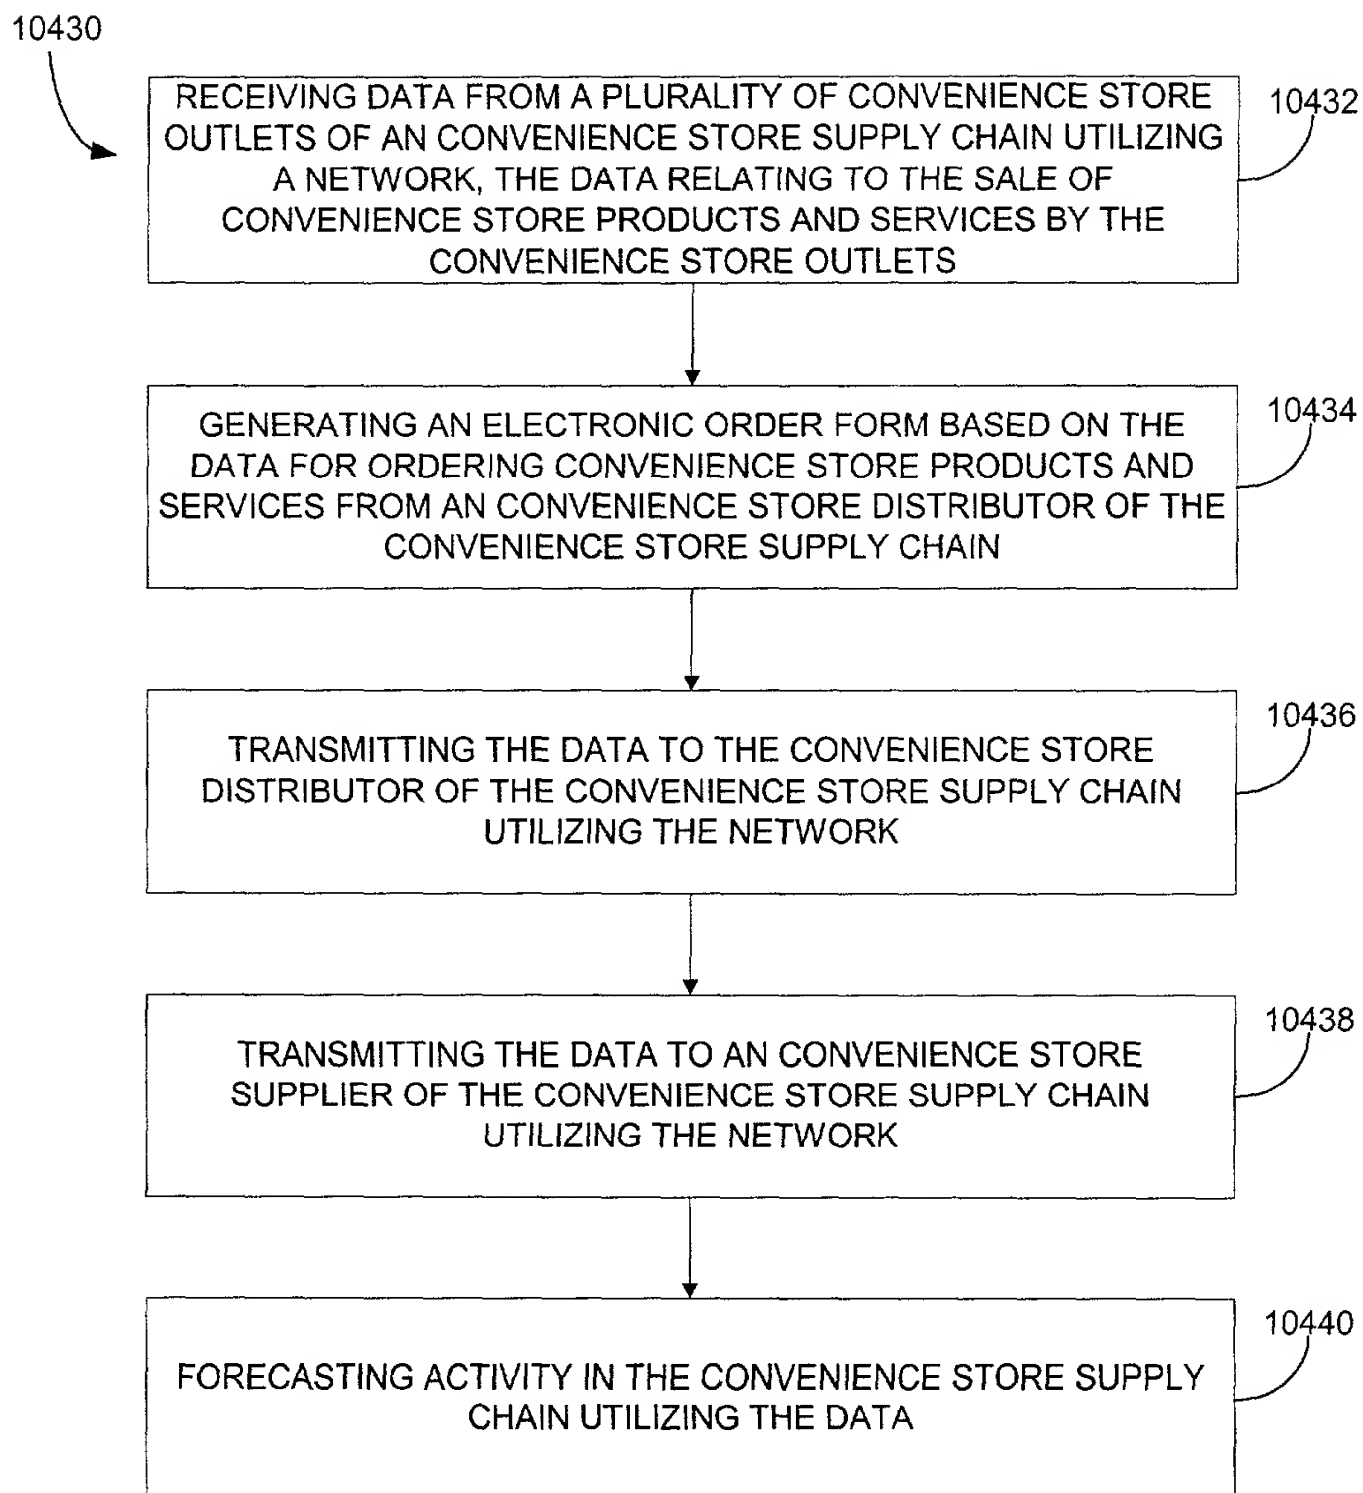 10430
RECEIVING DATA FROM A PLURALITY OF CONVENIENCE STORE
OUTLETS OF AN CONVENIENCE STORE SUPPLY CHAIN UTILIZING
A NETWORK, THE DATA RELATING TO THE SALE OF
CONVENIENCE STORE PRODUCTS AND SERVICES BY THE
CONVENIENCE STORE OUTLETS
10432
GENERATING AN ELECTRONIC ORDER FORM BASED ON THE
DATA FOR ORDERING CONVENIENCE STORE PRODUCTS AND
SERVICES FROM AN CONVENIENCE STORE DISTRIBUTOR OF THE
CONVENIENCE STORE SUPPLY CHAIN
10434
TRANSMITTING THE DATA TO THE CONVENIENCE STORE
DISTRIBUTOR OF THE CONVENIENCE STORE SUPPLY CHAIN
UTILIZING THE NETWORK
10436
TRANSMITTING THE DATA TO AN CONVENIENCE STORE
SUPPLIER OF THE CONVENIENCE STORE SUPPLY CHAIN
UTILIZING THE NETWORK
10438
FORECASTING ACTIVITY IN THE CONVENIENCE STORE SUPPLY
CHAIN UTILIZING THE DATA
10440